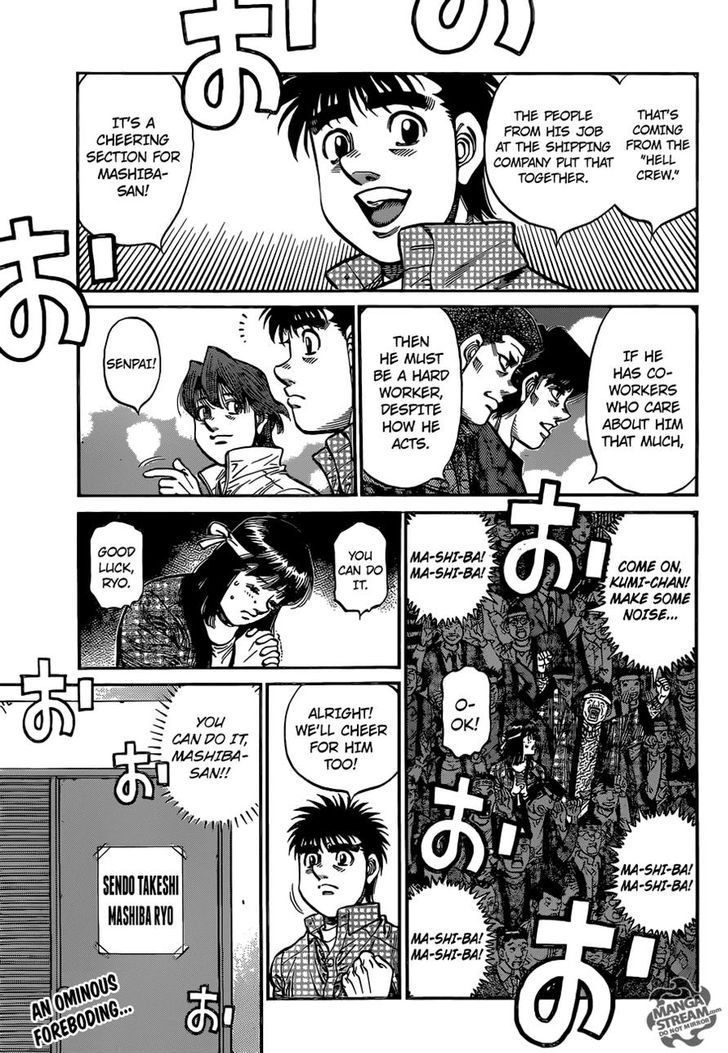 お
お
THAT'S
COMING
FROM THE
"HELL
CREW."
THE PEOPLE
FROM HIS JOB
AT THE SHIPPING
COMPANY PUT THAT
TOGETHER.
IT'S A
CHEERING
SECTION FOR
MASHIBA-
SAN!
お
IF HE
HAS CO-
WORKERS
WHO CARE
ABOUT HIM
THAT MUCH,
THEN
HE MUST
BE A HARD
WORKER,
DESPITE
HOW HE
ACTS.
SENPAI!
お
COME ON,
KUMI-CHAN!
MAKE SOME
NOISE...
MA-SHI-BA!
MA-SHI-BA!
O-
OK!
お
MA-SHI-BA!
MA-SHI-BA!
MA-SHI-BA!
MA-SHI-BA!
お
YOU
CAN DO
IT.
GOOD
LUCK,
RYO.
ALRIGHT!
WE'LL CHEER
FOR HIM
TOO!
YOU
CAN DO IT,
MASHIBA-
SAN!!
お
お
SENDO TAKESHI
MASHIBA RYO
お
AN OMINOUS
FOREBODING...
MANGA
STREAM.com
DO NOT MIRROR!